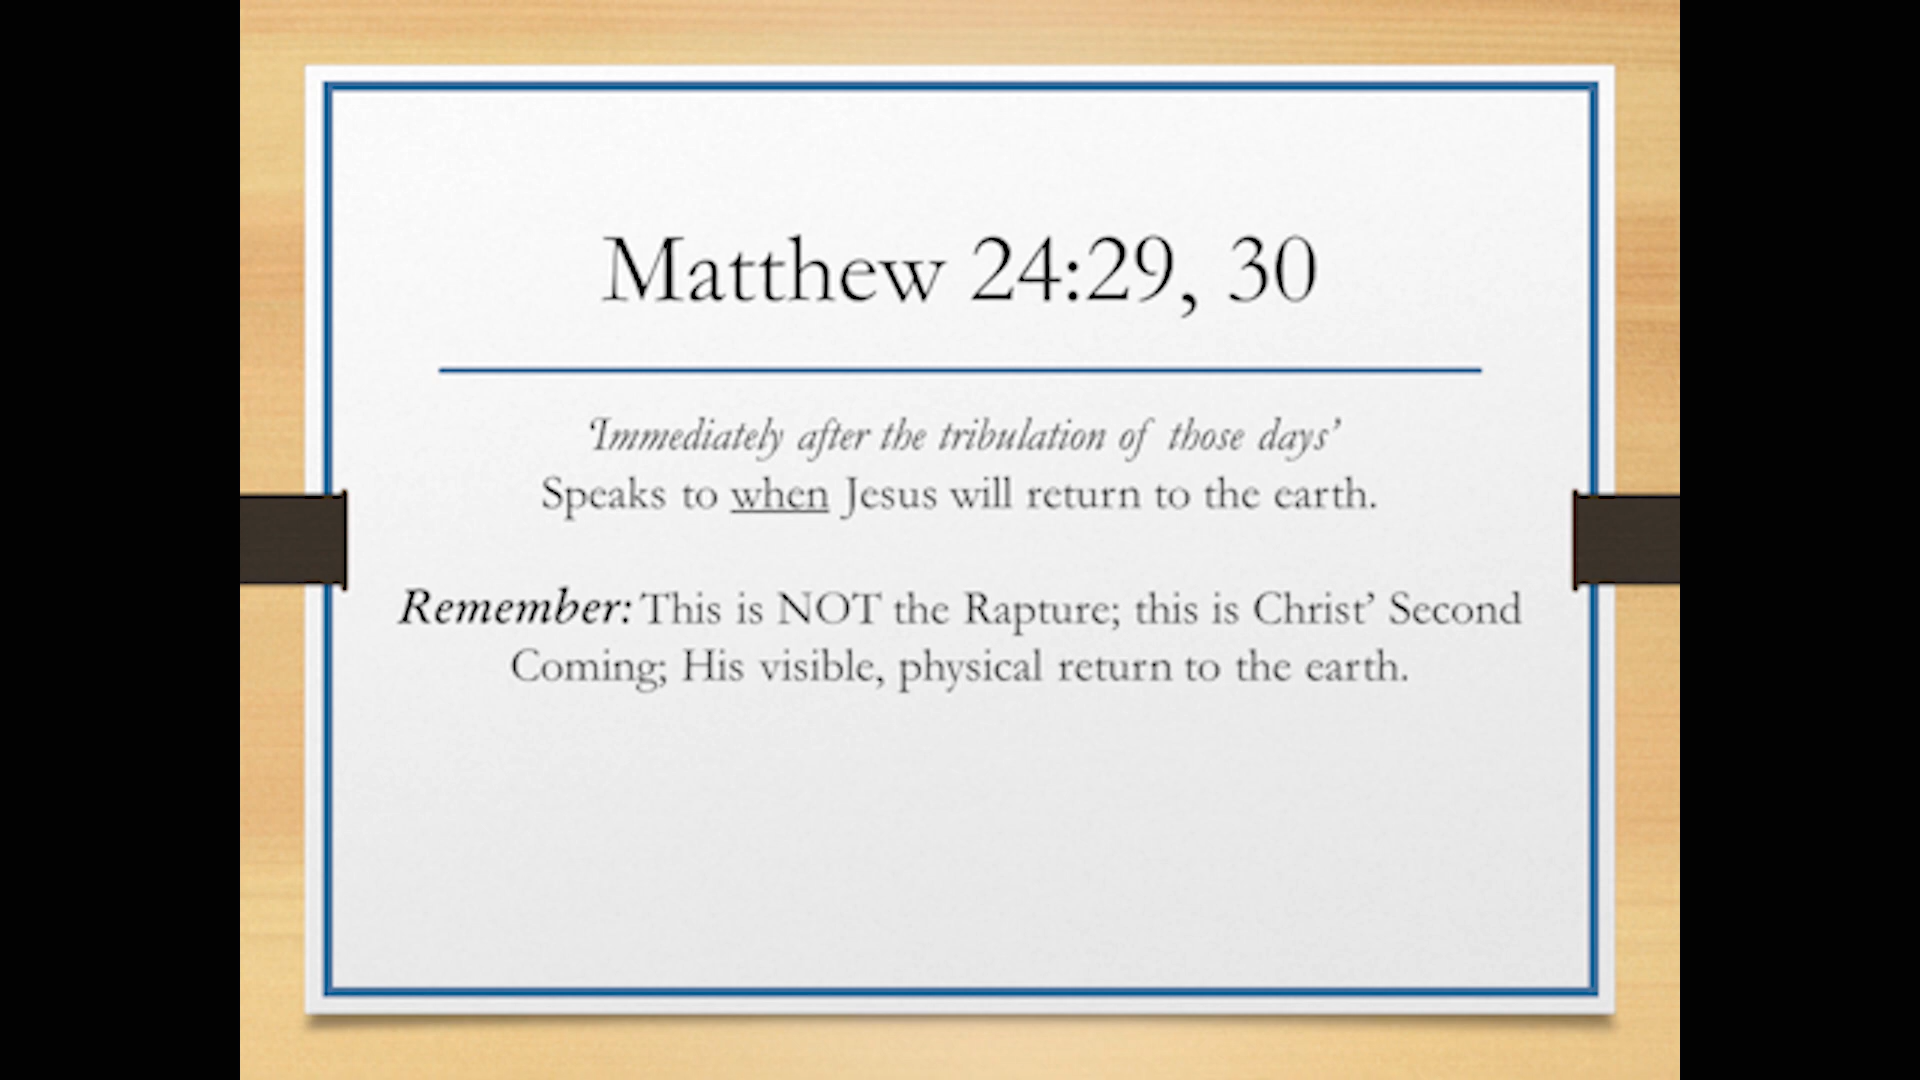 Matthew 24:29, 30
‘Immediately after the tribulation of those days’
Speaks to when Jesus will return to the earth.
Remember: This is NOT the Rapture; this is Christ’ Second
Coming; His visible, physical return to the earth.